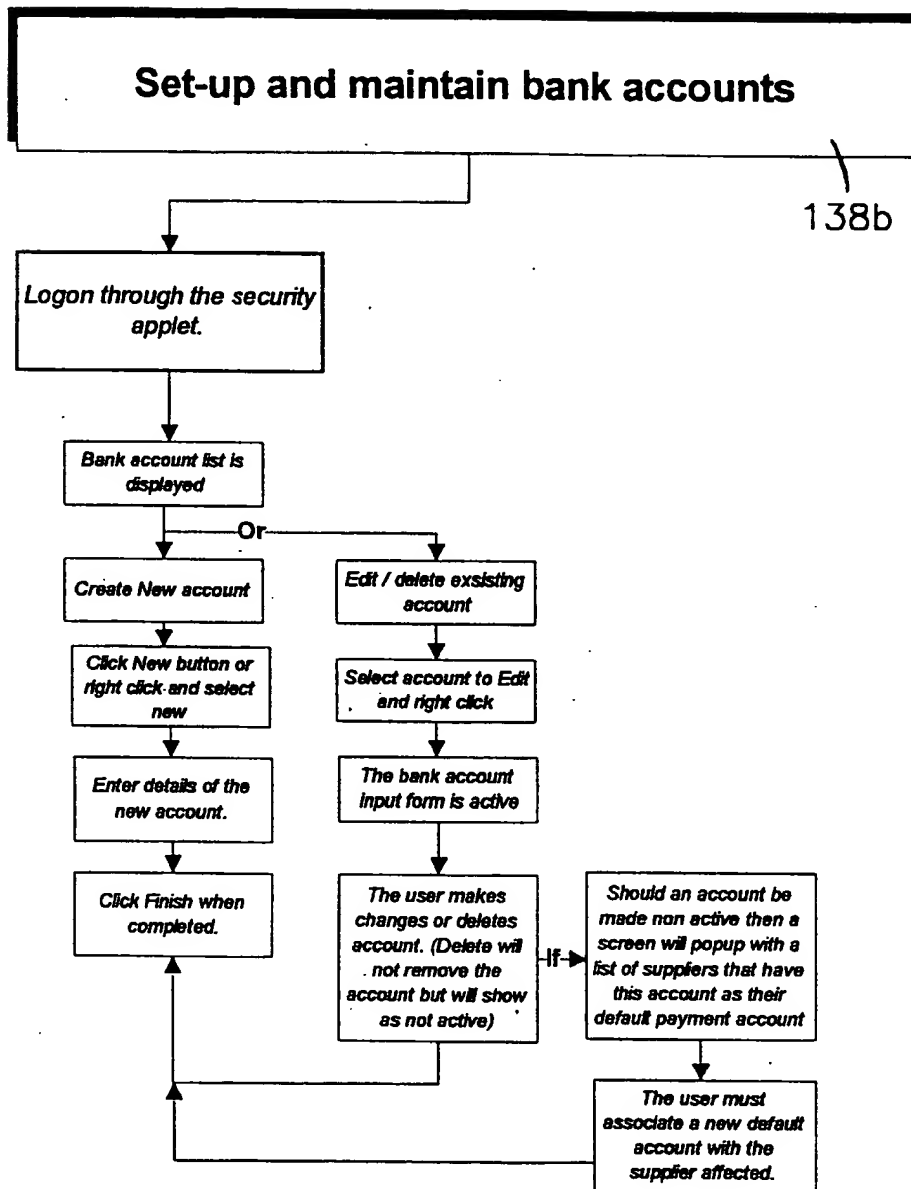 Set-up and maintain bank accounts
138b
Logon through the security
applet.
Bank account list is
displayed
Or
Create New account
Click New button or
right click and select
new
Enter details of the
new account.
Click Finish when
completed.
Edit / delete exsisting
account
Select account to Edit
and right click
The bank account
input form is active
The user makes
changes or deletes
account. (Delete will
not remove the
account but will show
as not active)
If
Should an account be
made non active then a
screen will popup with a
list of suppliers that have
this account as their
default payment account
The user must
associate a new default
account with the
supplier affected.